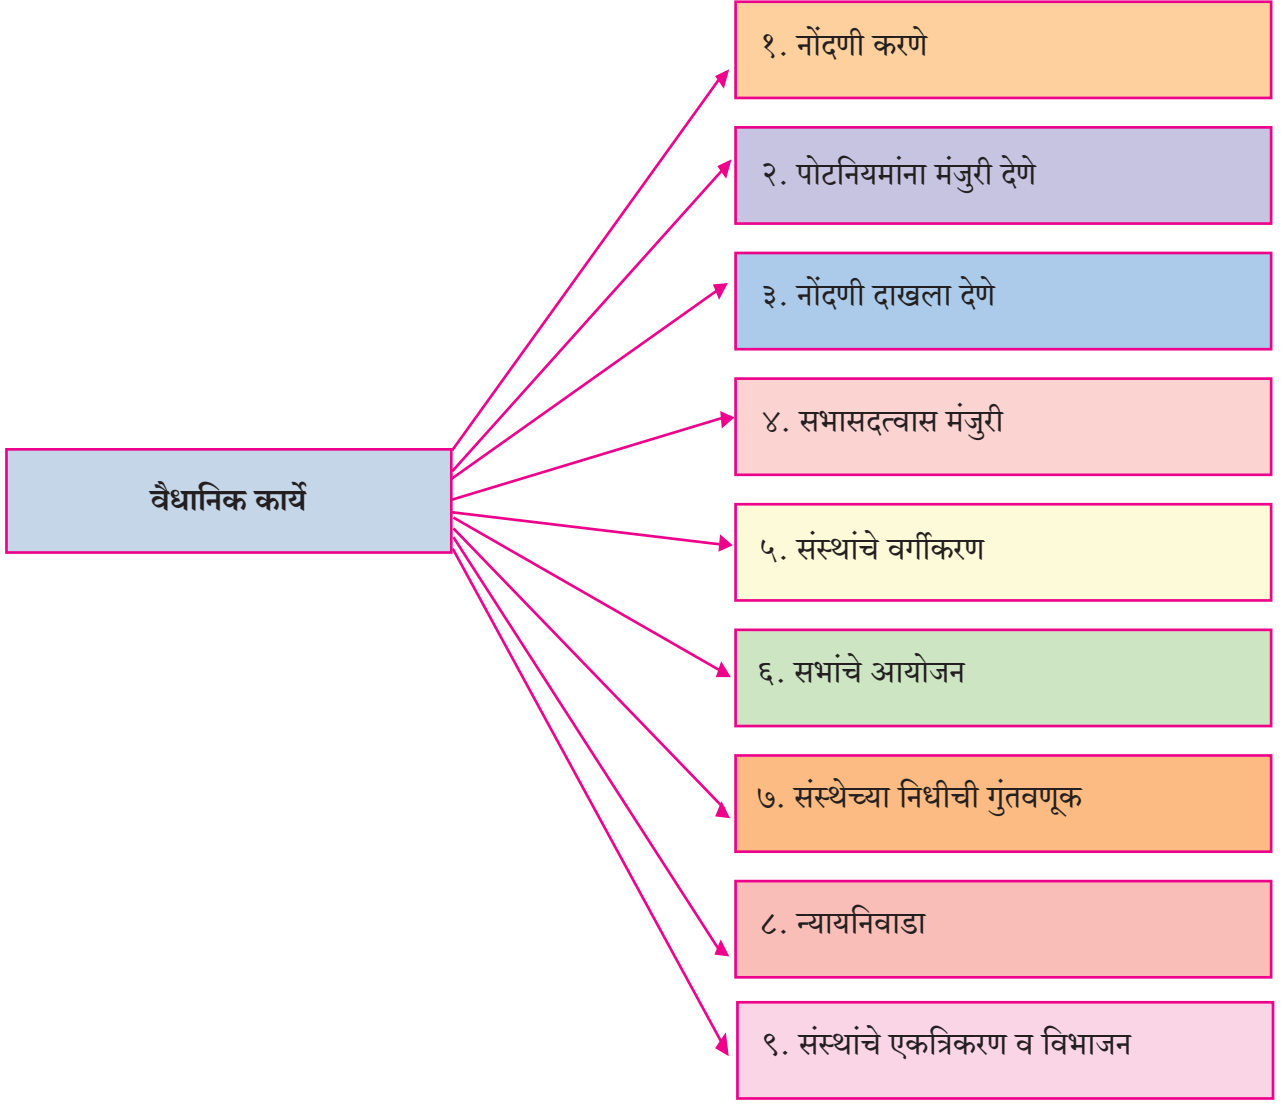 १. नोंदणी करणे
२. पोटनियमांना मंजुरी देणे
३. नोंदणी दाखला देणे
४. सभासदत्वास मंजुरी
वैधानिक कार्ये
५. संस्थांचे वर्गीकरण
६. सभांचे आयोजन
७. संस्थेच्या निधीची गुंतवणूक
८. न्यायनिवाडा
९. संस्थांचे एकत्रिकरण व विभाजन